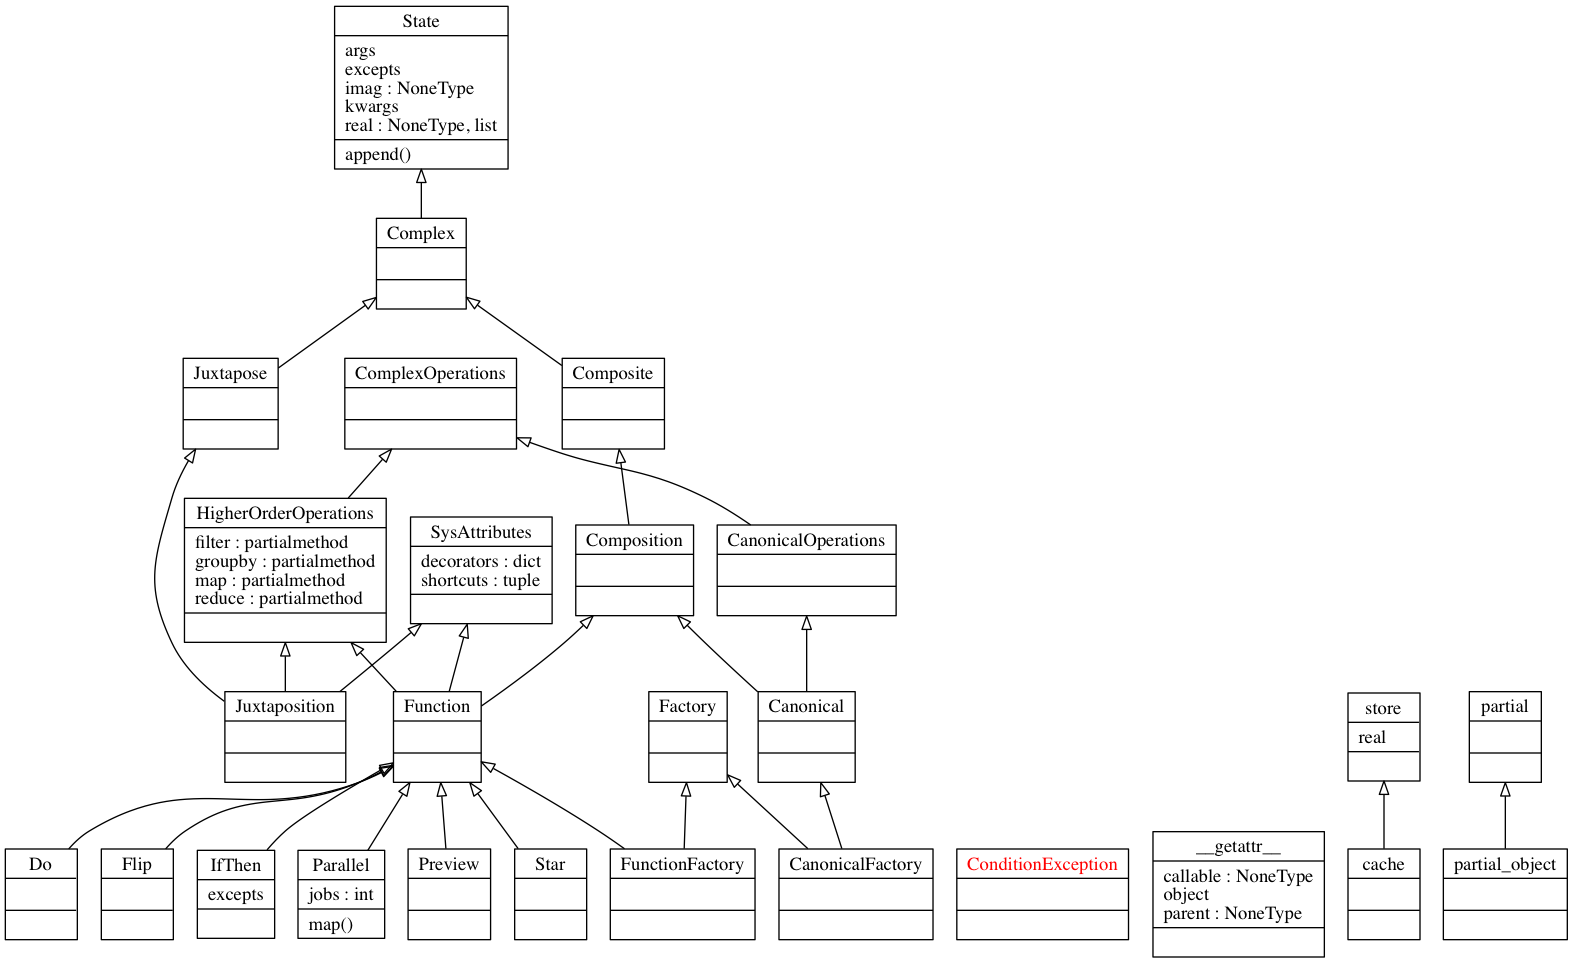 State
args
excepts
imag : NoneType
kwargs
real : NoneType, list
append()
Complex
Juxtapose
ComplexOperations
Composite
HigherOrderOperations
filter : partialmethod
groupby : partialmethod
map : partialmethod
reduce : partialmethod
SysAttributes
decorators : dict
shortcuts : tuple
Composition
CanonicalOperations
Juxtaposition
Function
Factory
Canonical
store
real
partial
Do
Flip
IfThen
excepts
Parallel
jobs : int
map()
Preview
Star
FunctionFactory
CanonicalFactory
ConditionException
__getattr__
callable : NoneType
object
parent : NoneType
cache
partial_object